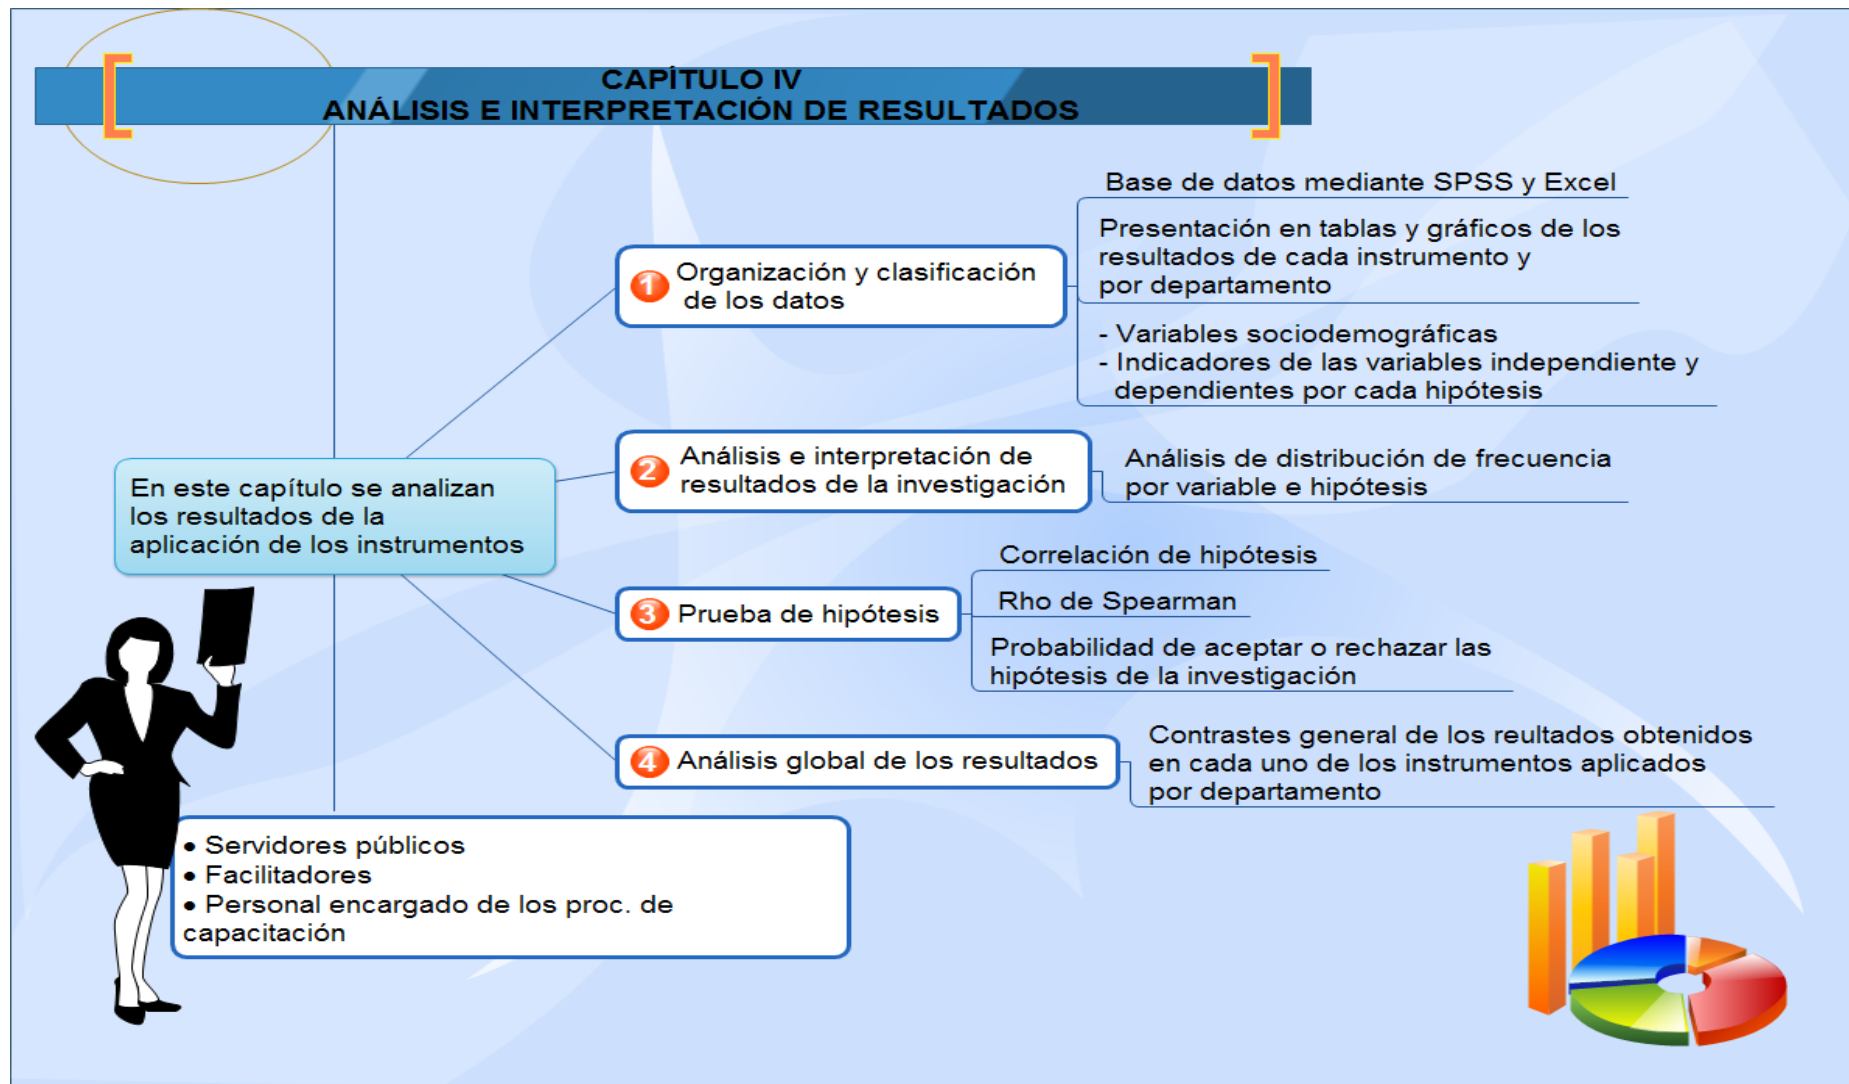 CAPÍTULO IV
ANÁLISIS E INTERPRETACIÓN DE RESULTADOS
En este capítulo se analizan
los resultados de la
aplicación de los instrumentos
1 Organización y clasificación
de los datos
Base de datos mediante SPSS y Excel
Presentación en tablas y gráficos de los
resultados de cada instrumento y
por departamento
- Variables sociodemográficas
- Indicadores de las variables independiente y
dependientes por cada hipótesis
2 Análisis e interpretación de
resultados de la investigación
Análisis de distribución de frecuencia
por variable e hipótesis
3 Prueba de hipótesis
Correlación de hipótesis
Rho de Spearman
Probabilidad de aceptar o rechazar las
hipótesis de la investigación
4 Análisis global de los resultados
Contrastes general de los reultados obtenidos
en cada uno de los instrumentos aplicados
por departamento
• Servidores públicos
• Facilitadores
• Personal encargado de los proc. de
capacitación